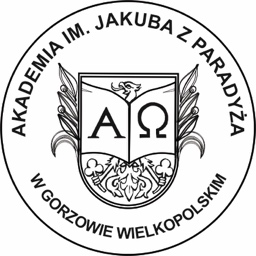 AKADEMIA IM. JAKUBA Z PARADYŻA
Α Ω
W GORZOWIE WIELKOPOLSKIM